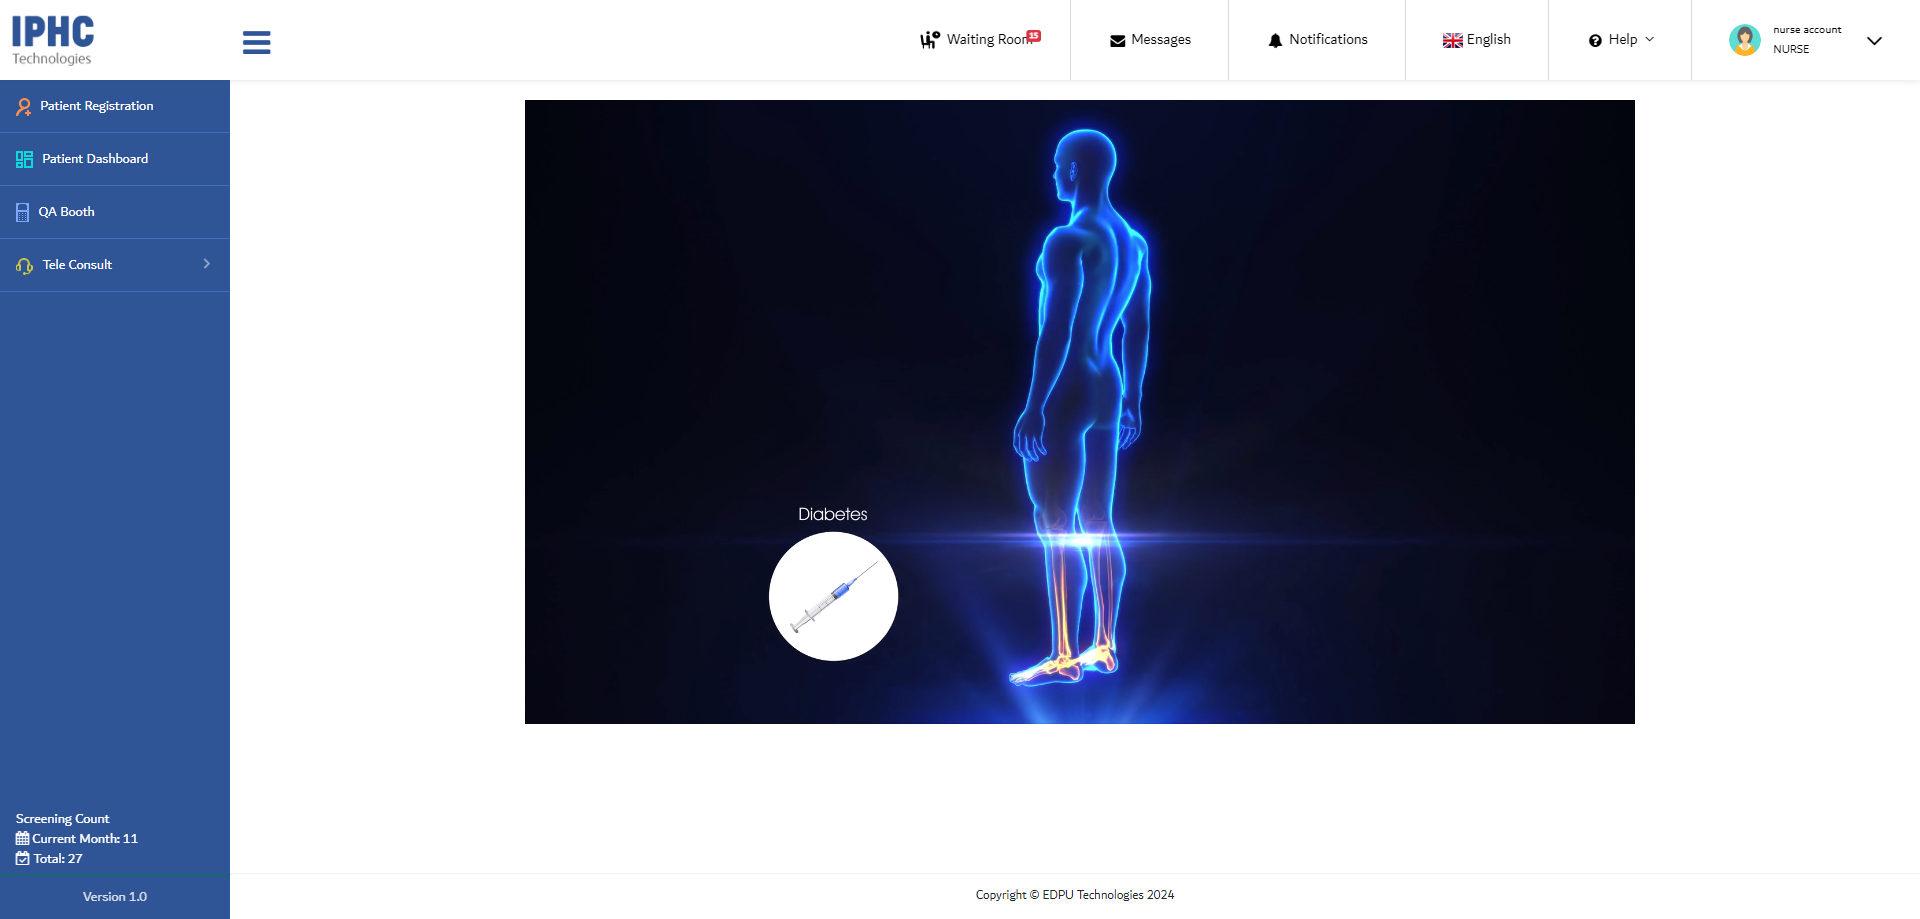 IPHC
Technologies
Waiting Room
15
Messages
Notifications
English
Help
nurse account
NURSE
Patient Registration
Patient Dashboard
QA Booth
Tele Consult
Diabetes
Screening Count
Current Month: 11
Total: 27
Version 1.0
Copyright © EDPU Technologies 2024